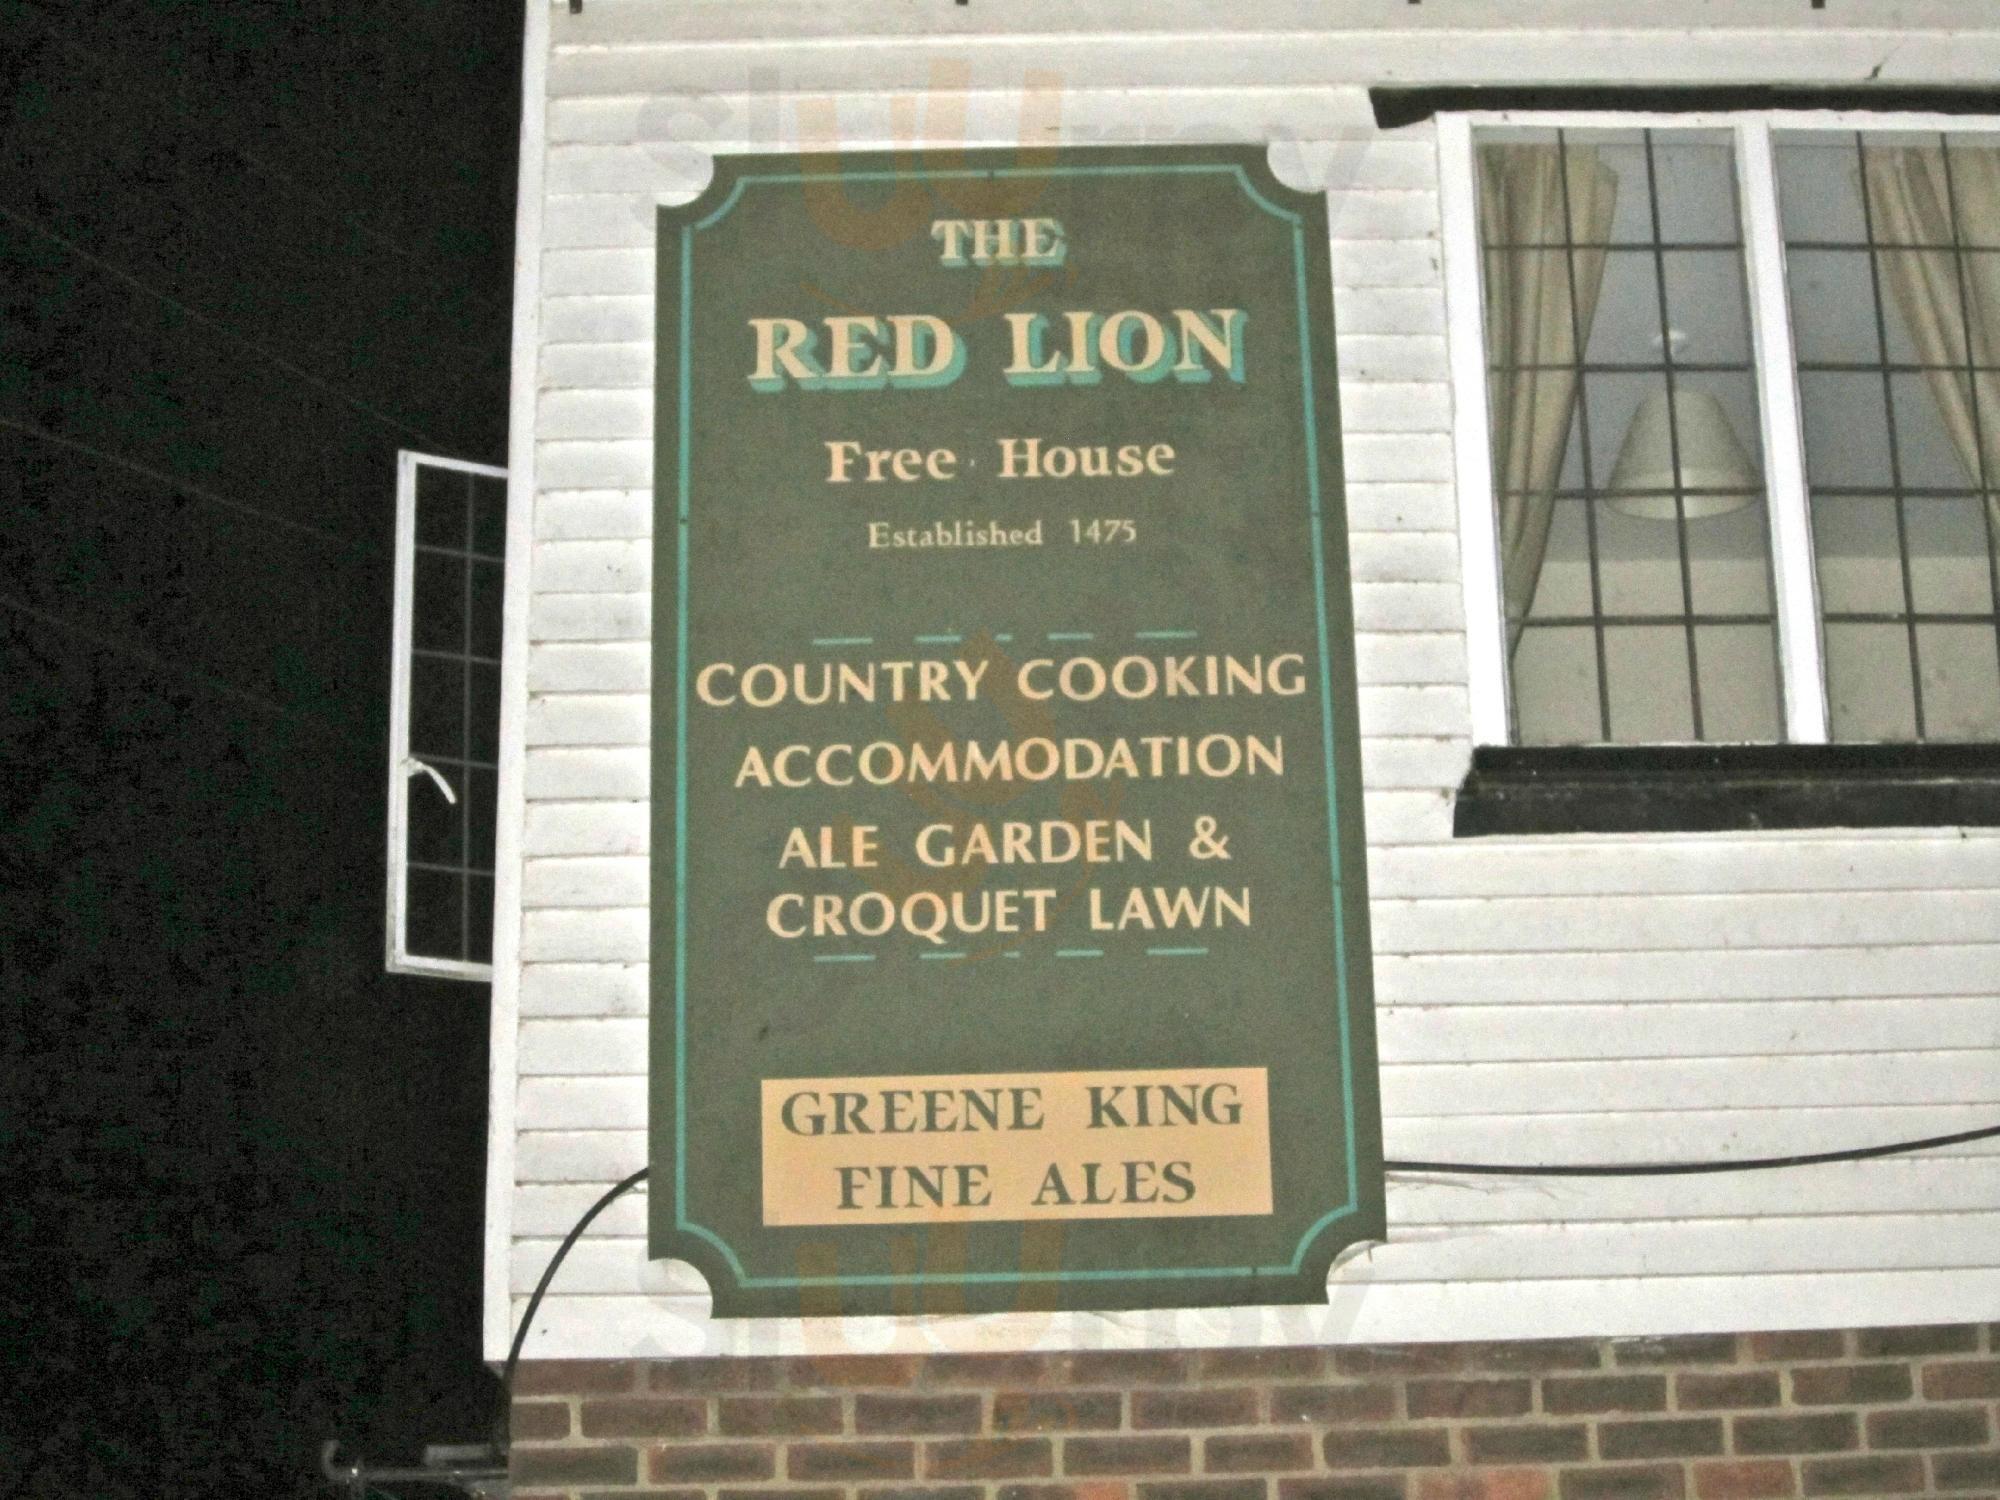 THE
RED LION
Free House
Established 1475
COUNTRY COOKING
ACCOMMODATION
ALE GARDEN &
CROQUET LAWN
GREENE KING
FINE ALES